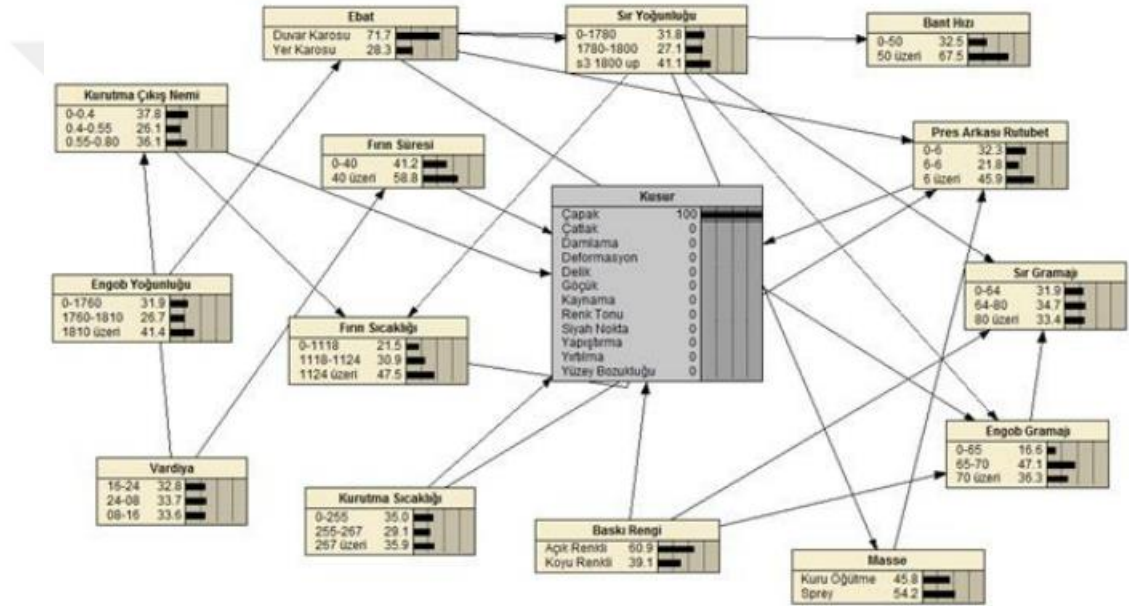 Ebat
Duvar Karosu 71.7
Yer Karosu 28.3
Sır Yoğunluğu
0-1780 31.8
1780-1800 27.1
s3 1800 up 41.1
Bant Hızı
0-50 32.5
50 üzeri 67.5
Kurutma Çıkış Nemi
0-0.4 37.8
0.4-0.55 26.1
0.55-0.80 36.1
Fırın Süresi
0-40 41.2
40 üzeri 58.8
Pres Arkası Rutubet
0-6 32.3
6-6 21.8
6 üzeri 45.9
Kusur
Çapak 100
Çatlak 0
Damlama 0
Deformasyon 0
Delik 0
Göçük 0
Kaynama 0
Renk Tonu 0
Siyah Nokta 0
Yapıştırma 0
Yırtılma 0
Yüzey Bozukluğu 0
Engob Yoğunluğu
0-1760 31.9
1760-1810 26.7
1810 üzeri 41.4
Sır Gramajı
0-64 31.9
64-80 34.7
80 üzeri 33.4
Fırın Sıcaklığı
0-1118 21.5
1118-1124 30.9
1124 üzeri 47.5
Engob Gramajı
0-65 16.6
65-70 47.1
70 üzeri 36.3
Vardiya
16-24 32.8
24-08 33.7
08-16 33.6
Kurutma Sıcaklığı
0-255 35.0
255-267 29.1
267 üzeri 35.9
Baskı Rengi
Açık Renkli 60.9
Koyu Renkli 39.1
Masse
Kuru Öğütme 45.8
Sprey 54.2